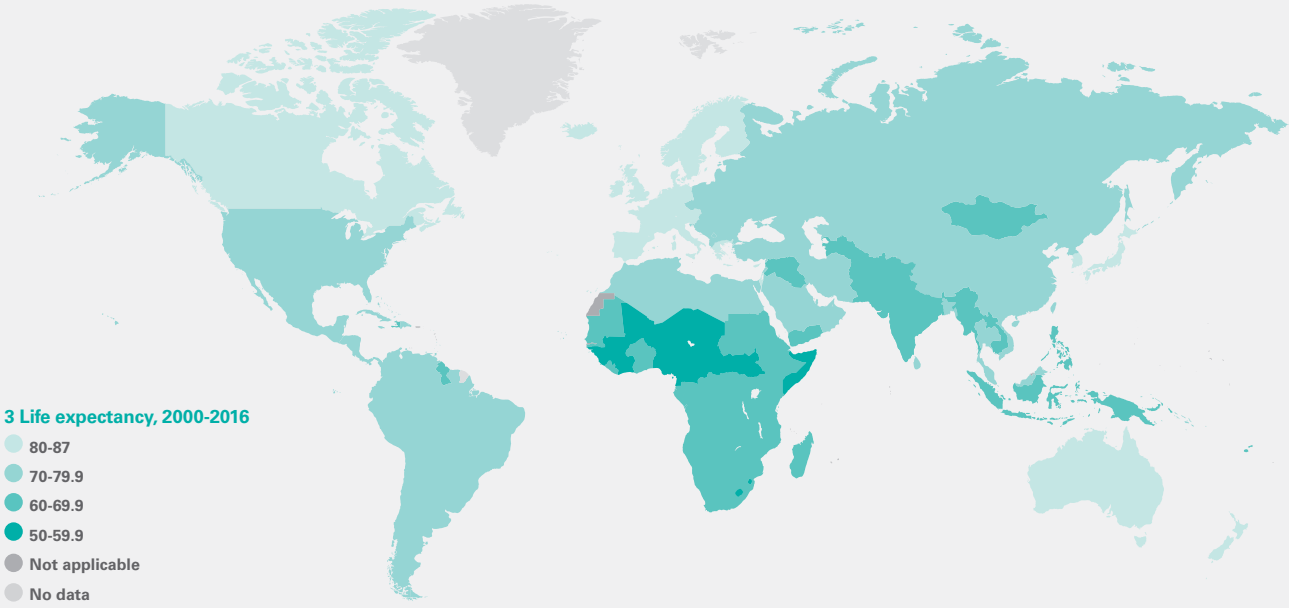 3 Life expectancy, 2000-2016
80-87
70-79.9
60-69.9
50-59.9
Not applicable
No data